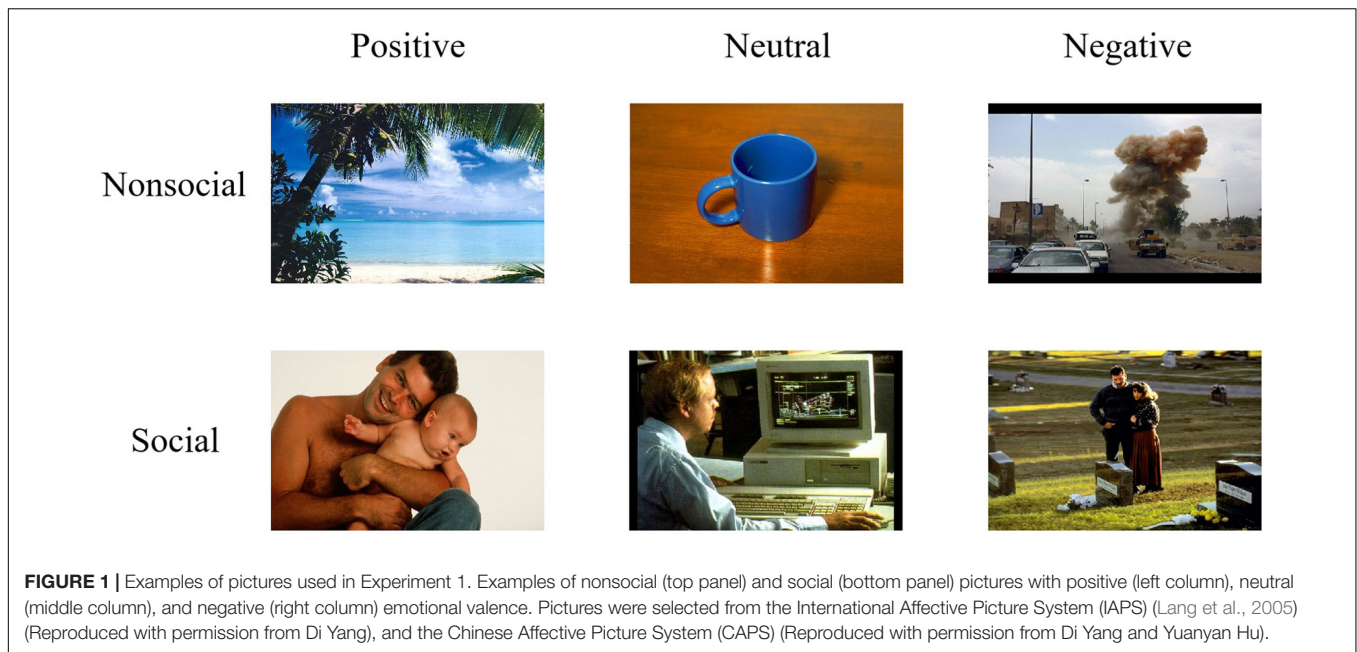 Positive
Neutral
Negative
Nonsocial
Social
FIGURE 1 | Examples of pictures used in Experiment 1. Examples of nonsocial (top panel) and social (bottom panel) pictures with positive (left column), neutral
(middle column), and negative (right column) emotional valence. Pictures were selected from the International Affective Picture System (IAPS) (Lang et al., 2005)
(Reproduced with permission from Di Yang), and the Chinese Affective Picture System (CAPS) (Reproduced with permission from Di Yang and Yuanyan Hu).